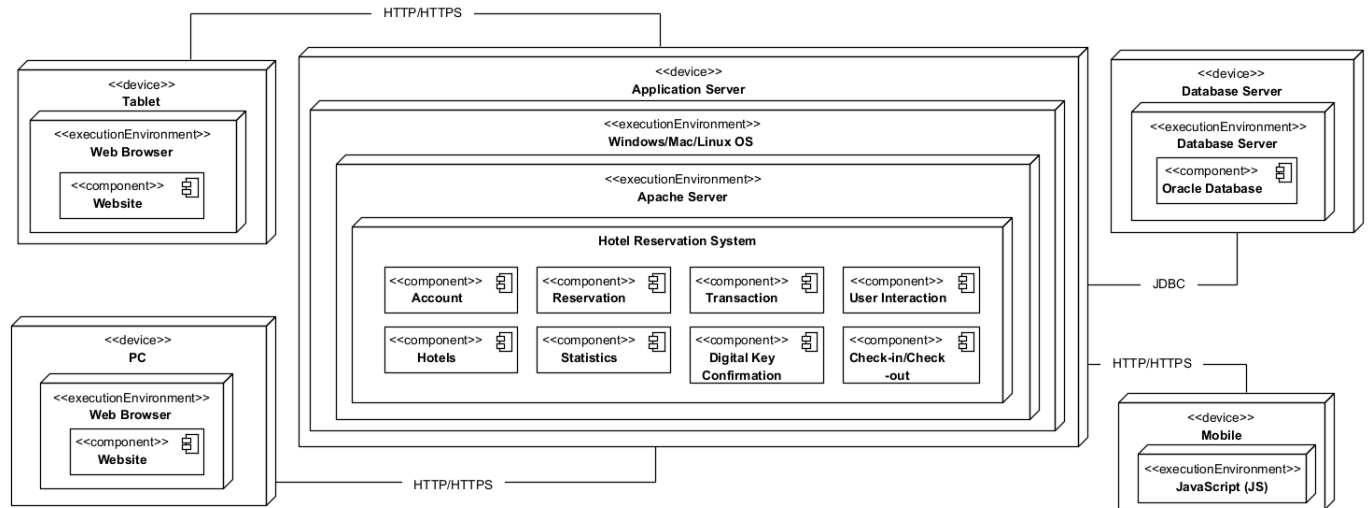 HTTP/HTTPS
<<device>>
Tablet
<<executionEnvironment>>
Web Browser
<<component>>
Website
<<device>>
PC
<<executionEnvironment>>
Web Browser
<<component>>
Website
HTTP/HTTPS
<<device>>
Application Server
<<executionEnvironment>>
Windows/Mac/Linux OS
<<executionEnvironment>>
Apache Server
Hotel Reservation System
<<component>>
Account
<<component>>
Reservation
<<component>>
Transaction
<<component>>
User Interaction
<<component>>
Hotels
<<component>>
Statistics
<<component>>
Digital Key
Confirmation
<<component>>
Check-in/Check
-out
<<device>>
Database Server
<<executionEnvironment>>
Database Server
<<component>>
Oracle Database
JDBC
HTTP/HTTPS
<<device>>
Mobile
<<executionEnvironment>>
JavaScript (JS)